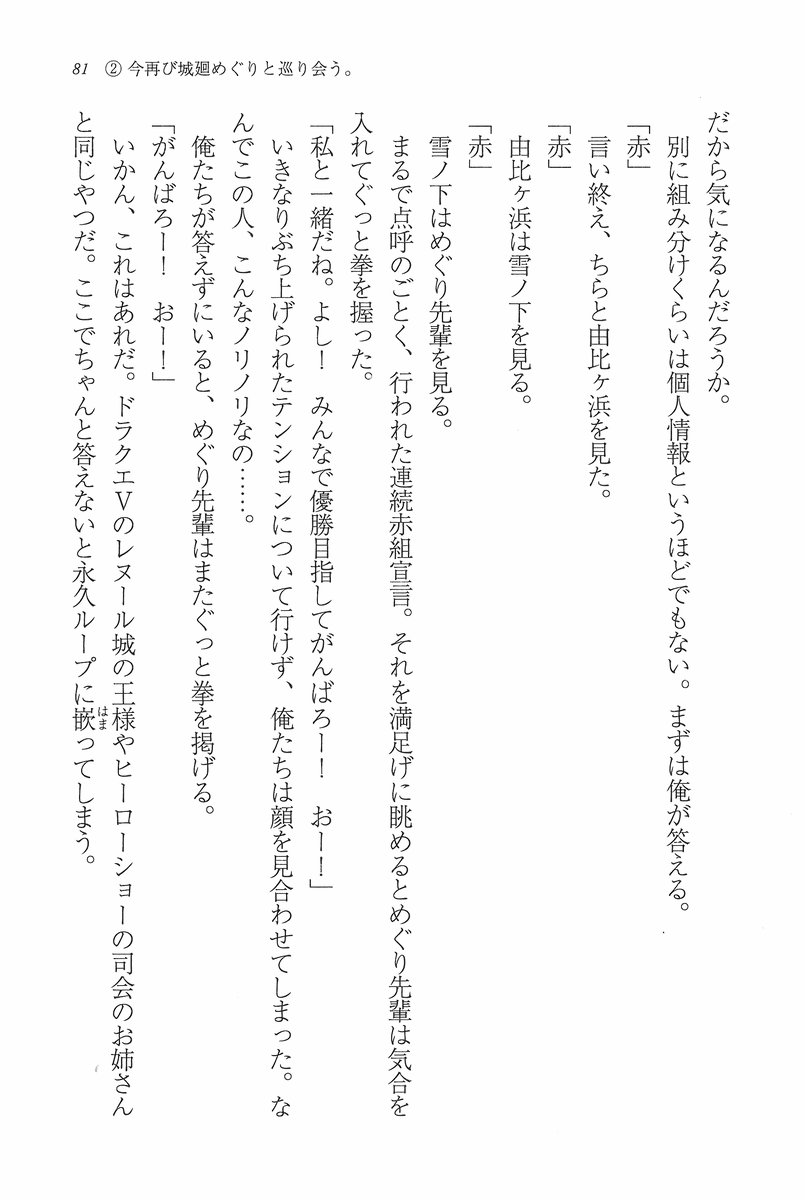 81 ② 今再び城廻めぐりと巡り会う。
だから気になるんだろうか。
別に組み分けくらいは個人情報というほどでもない。まずは俺が答える。
「赤」
言い終え、ちらと由比ヶ浜を見た。
「赤」
由比ヶ浜は雪ノ下を見る。
「赤」
雪ノ下はめぐり先輩を見る。
まるで点呼のごとく、行われた連続赤組宣言。それを満足げに眺めるとめぐり先輩は気合を
入れてぐっと拳を握った。
「私と一緒だね。よし！　みんなで優勝目指してがんばろー！　おー！」
いきなりぶち上げられたテンションについて行けず、俺たちは顔を見合わせてしまった。な
んでこの人、こんなノリノリなの……。
俺たちが答えずにいると、めぐり先輩はまたぐっと拳を掲げる。
「がんばろー！　おー！」
いかん、これはあれだ。ドラクエⅤのレヌール城の王様やヒーローショーの司会のお姉さん
と同じやつだ。ここでちゃんと答えないと永久ループに嵌ってしまう。
はま